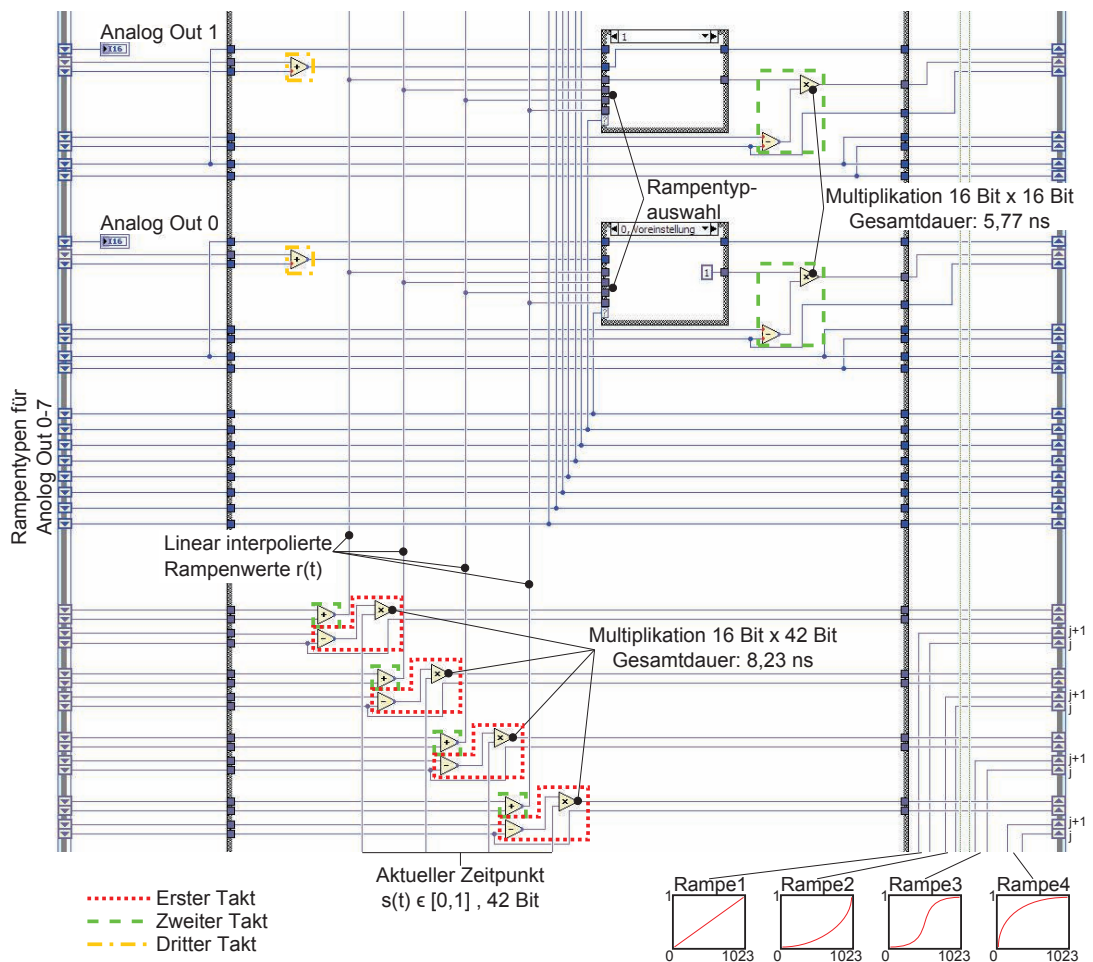 Analog Out 1
I16
1
Rampentyp-
auswahl
Multiplikation 16 Bit x 16 Bit
Gesamtdauer: 5,77 ns
Analog Out 0
I16
0, Voreinstellung
1
Rampentypen für
Anolog Out 0-7
Linear interpolierte
Rampenwerte r(t)
Multiplikation 16 Bit x 42 Bit
Gesamtdauer: 8,23 ns
j+1
j
j+1
j
j+1
j
j+1
j
Aktueller Zeitpunkt
s(t) ϵ [0,1] , 42 Bit
Erster Takt
Zweiter Takt
Dritter Takt
Rampe1
1
0 1023
Rampe2
1
0 1023
Rampe3
1
0 1023
Rampe4
1
0 1023